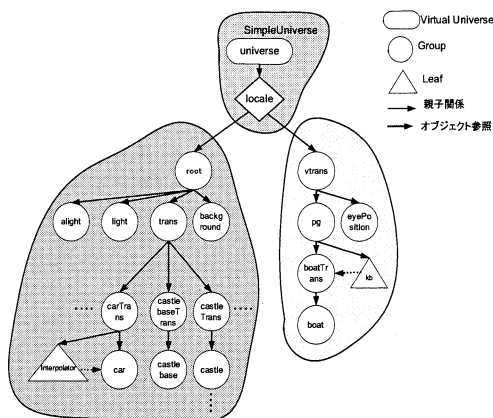 SimpleUniverse
universe
locale
Virtual Universe
Group
Leaf
親子関係
オブジェクト参照
root
vtrans
alight
light
trans
backg
round
pg
eyePo
sition
boatTr
ans
kb
carTra
ns
castle
baseT
rans
castle
Trans
boat
Interpolator
car
castle
base
castle